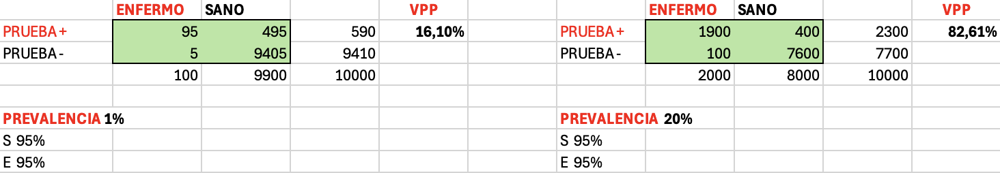 ENFERMO SANO VPP ENFERMO SANO VPP
PRUEBA+ 95 495 590 16,10% PRUEBA+ 1900 400 2300 82,61%
PRUEBA- 5 9405 9410 PRUEBA- 100 7600 7700
100 9900 10000 2000 8000 10000
PREVALENCIA 1% PREVALENCIA 20%
S 95% S 95%
E 95% E 95%